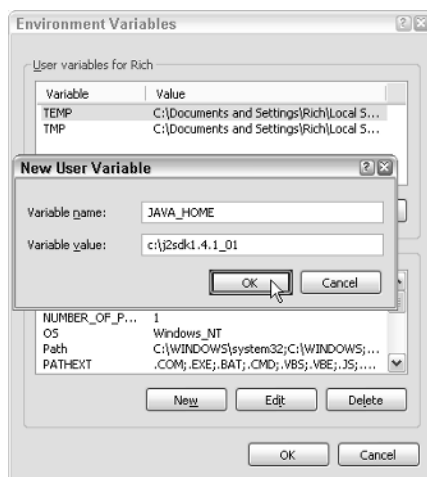 Environment Variables
User variables for Rich
Variable Value
TEMP C:\Documents and Settings\Rich\Local S...
TMP C:\Documents and Settings\Rich\Local S...
New User Variable
Variable name: JAVA_HOME
Variable value: c:\j2sdk1.4.1_01
OK Cancel
NUMBER_OF_P... 1
OS Windows_NT
Path C:\WINDOWS\system32;C:\WINDOWS;...
PATHEXT .COM;.EXE;.BAT;.CMD;.VBS;.VBE;.JS;....
New Edit Delete
OK Cancel